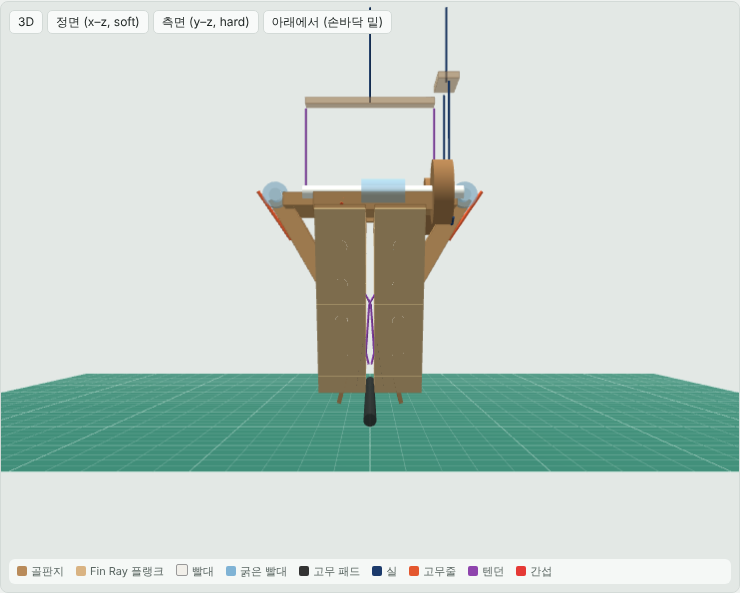 3D
정면 (x–z, soft)
측면 (y–z, hard)
아래에서 (손바닥 밑)
골판지
Fin Ray 플랭크
빨대
굵은 빨대
고무 패드
실
고무줄
텐던
간섭